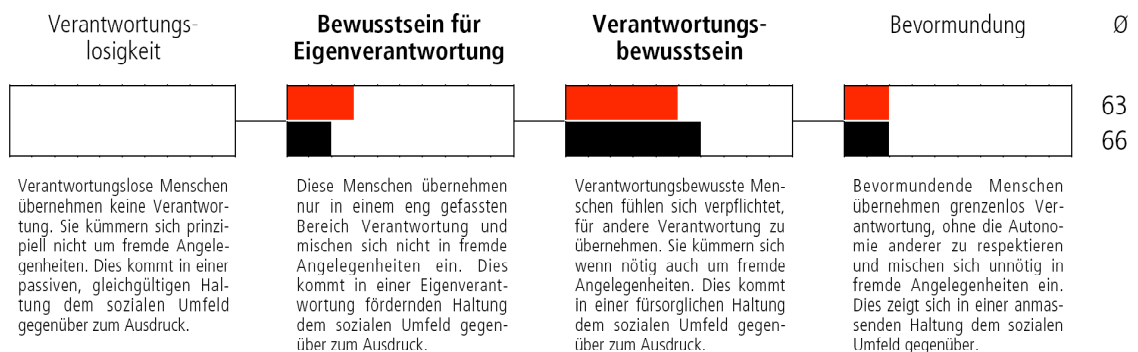 Verantwortungs-
losigkeit
Bewusstsein für
Eigenverantwortung
Verantwortungs-
bewusstsein
Bevormundung
Ø
63
66
Verantwortungslose Menschen
übernehmen keine Verantwor-
tung. Sie kümmern sich prinzi-
piell nicht um fremde Angele-
genheiten. Dies kommt in einer
passiven, gleichgültigen Hal-
tung dem sozialen Umfeld
gegenüber zum Ausdruck.
Diese Menschen übernehmen
nur in einem eng gefassten
Bereich Verantwortung und
mischen sich nicht in fremde
Angelegenheiten ein. Dies
kommt in einer Eigenverant-
wortung fördernden Haltung
dem sozialen Umfeld gegen-
über zum Ausdruck.
Verantwortungsbewusste Men-
schen fühlen sich verpflichtet,
für andere Verantwortung zu
übernehmen. Sie kümmern sich
wenn nötig auch um fremde
Angelegenheiten. Dies kommt
in einer fürsorglichen Haltung
dem sozialen Umfeld gegen-
über zum Ausdruck.
Bevormundende Menschen
übernehmen grenzenlos Ver-
antwortung, ohne die Autono-
mie anderer zu respektieren
und mischen sich unnötig in
fremde Angelegenheiten ein.
Dies zeigt sich in einer anmas-
senden Haltung dem sozialen
Umfeld gegenüber.